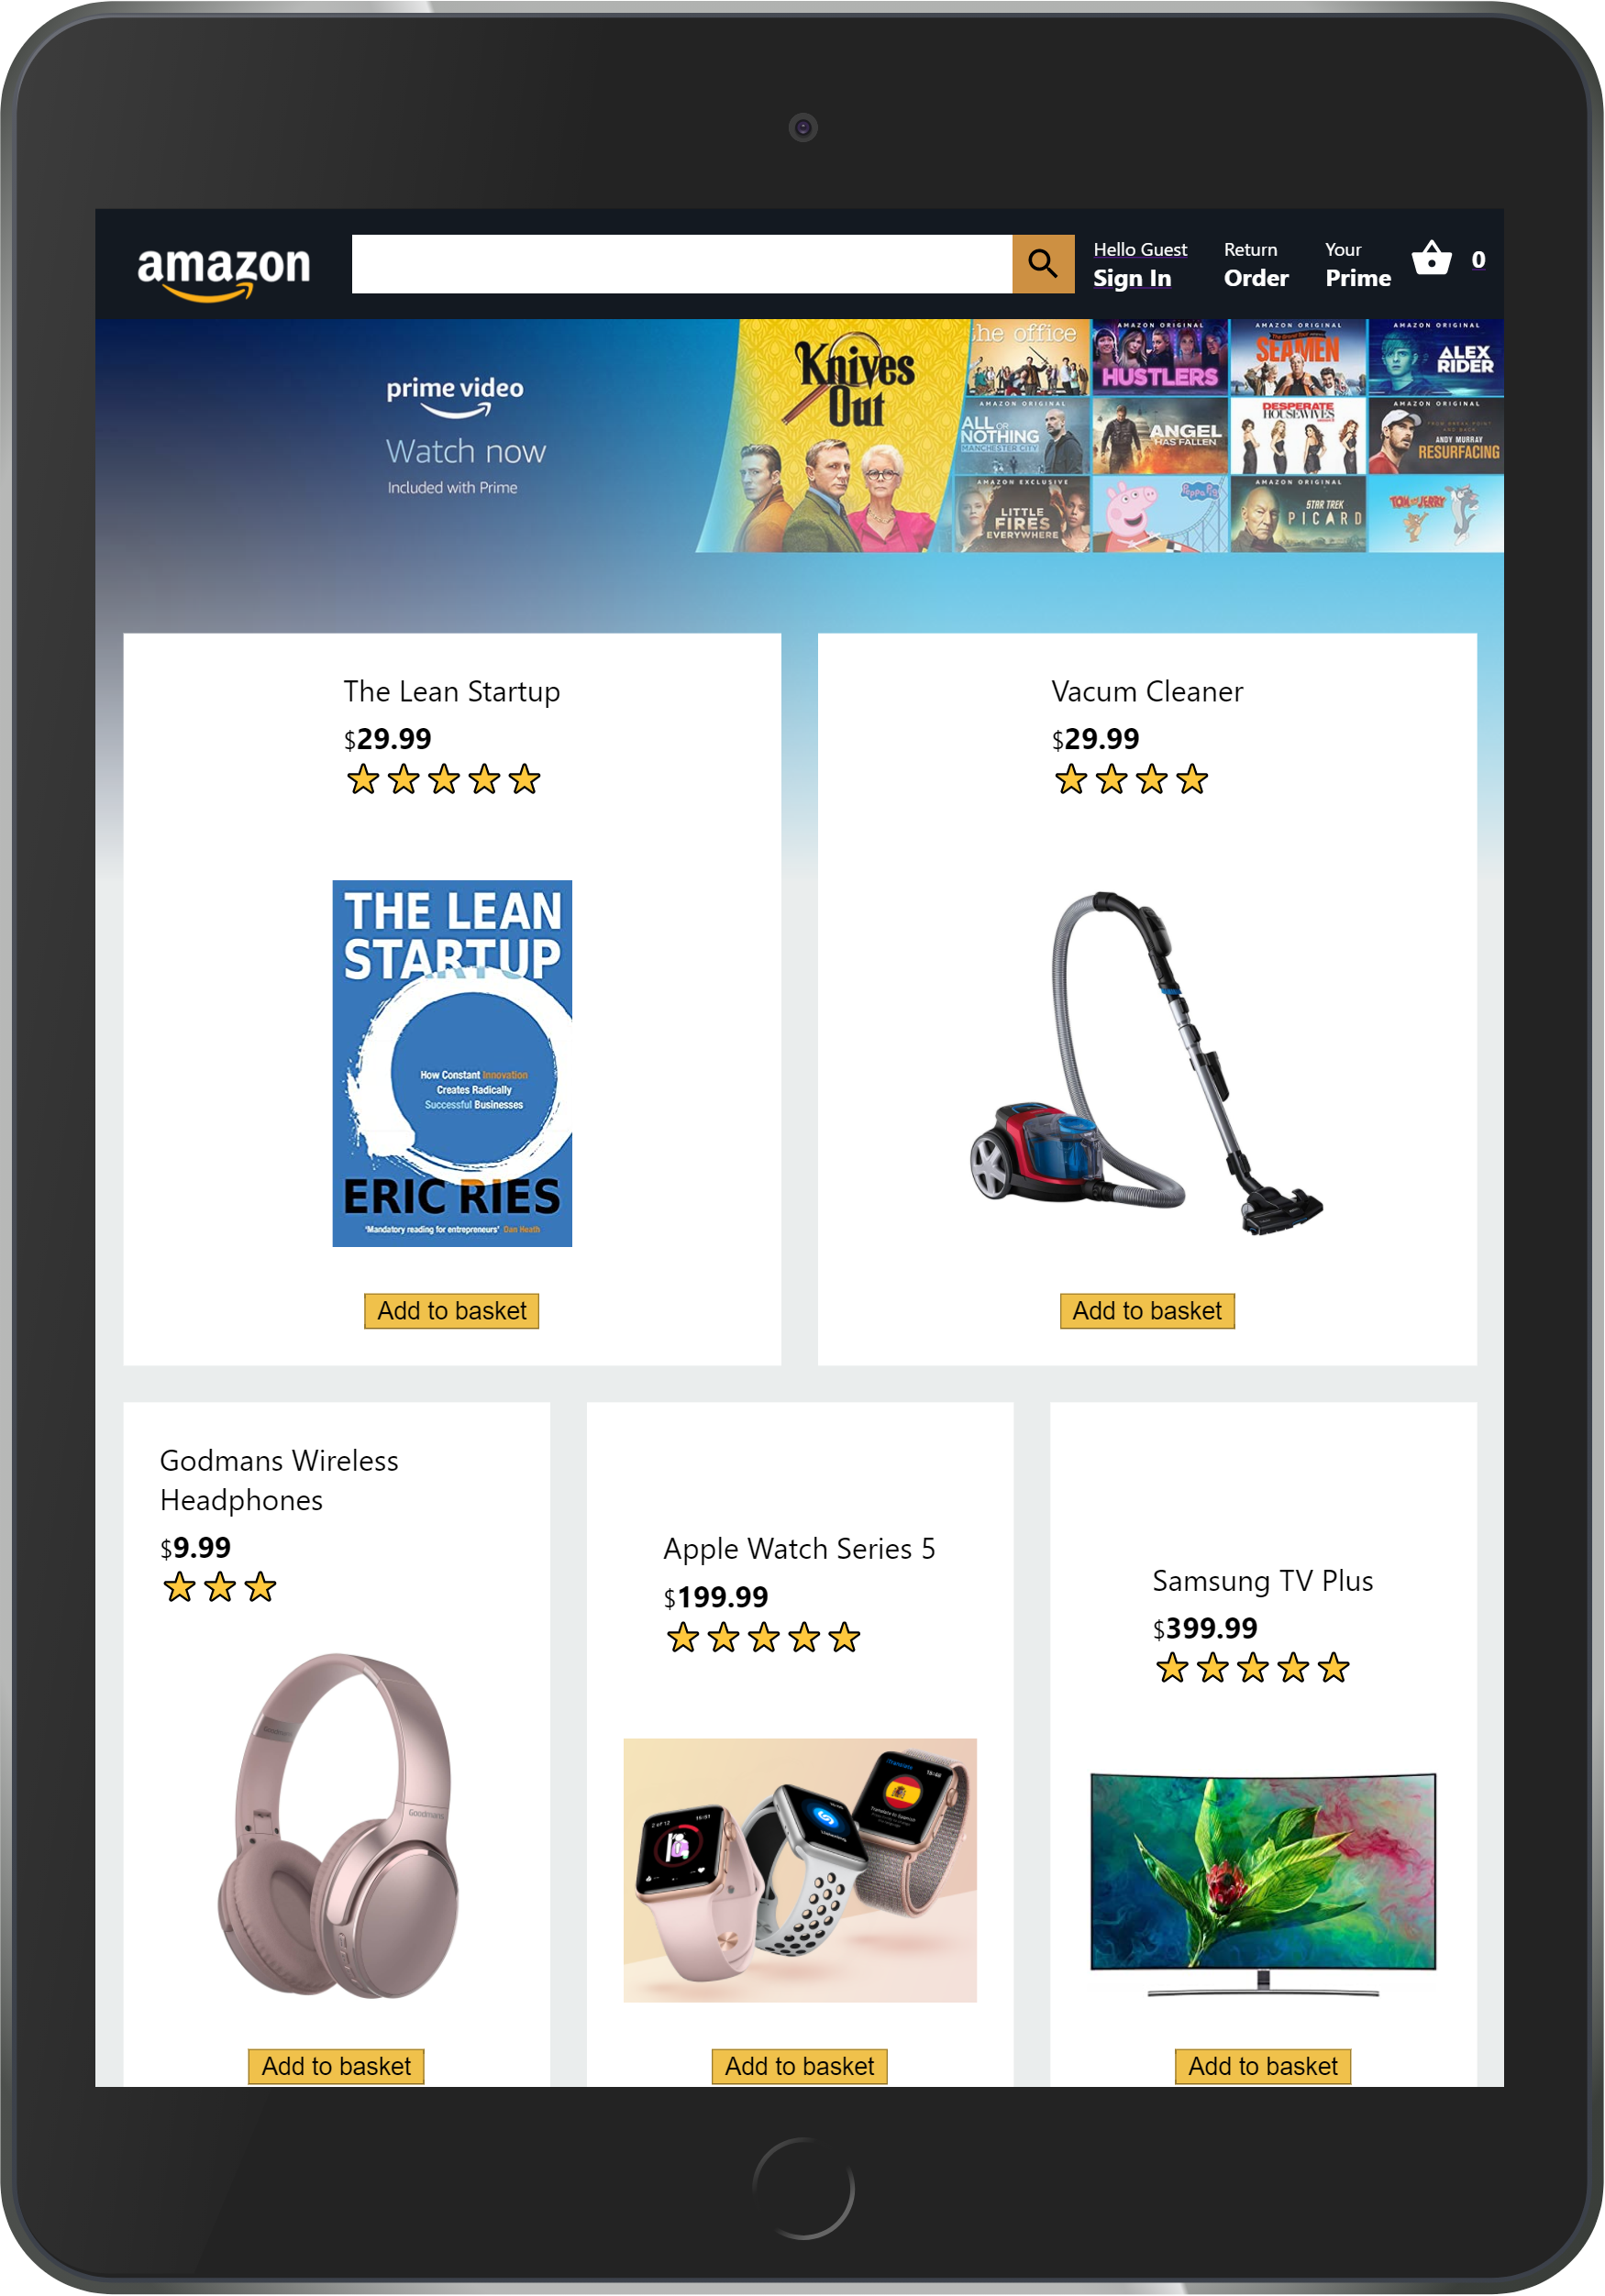 amazon
Hello Guest
Sign In
Return
Order
Your
Prime
0
prime video
Watch now
Included with Prime
Knives
Out
the office
AMAZON ORIGINAL
HUSTLERS
AMAZON ORIGINAL
SEAMEN
AMAZON ORIGINAL
ALEX
RIDER
AMAZON ORIGINAL
ALL OR
NOTHING
MANCHESTER CITY
ANGEL
HAS FALLEN
DESPERATE
HOUSEWIVES
AMAZON ORIGINAL
ANDY MURRAY
RESURFACING
AMAZON EXCLUSIVE
LITTLE
FIRES
EVERYWHERE
Peppa Pig
AMAZON ORIGINAL
STAR TREK
PICARD
TOM and JERRY
The Lean Startup
$29.99
THE LEAN
STARTUP
How Constant Innovation
Creates Radically
Successful Businesses
ERIC RIES
'Mandatory reading for entrepreneurs' Dan Heath
Add to basket
Vacum Cleaner
$29.99
Add to basket
Godmans Wireless
Headphones
$9.99
Goodmans
Add to basket
Apple Watch Series 5
$199.99
Add to basket
Samsung TV Plus
$399.99
Add to basket